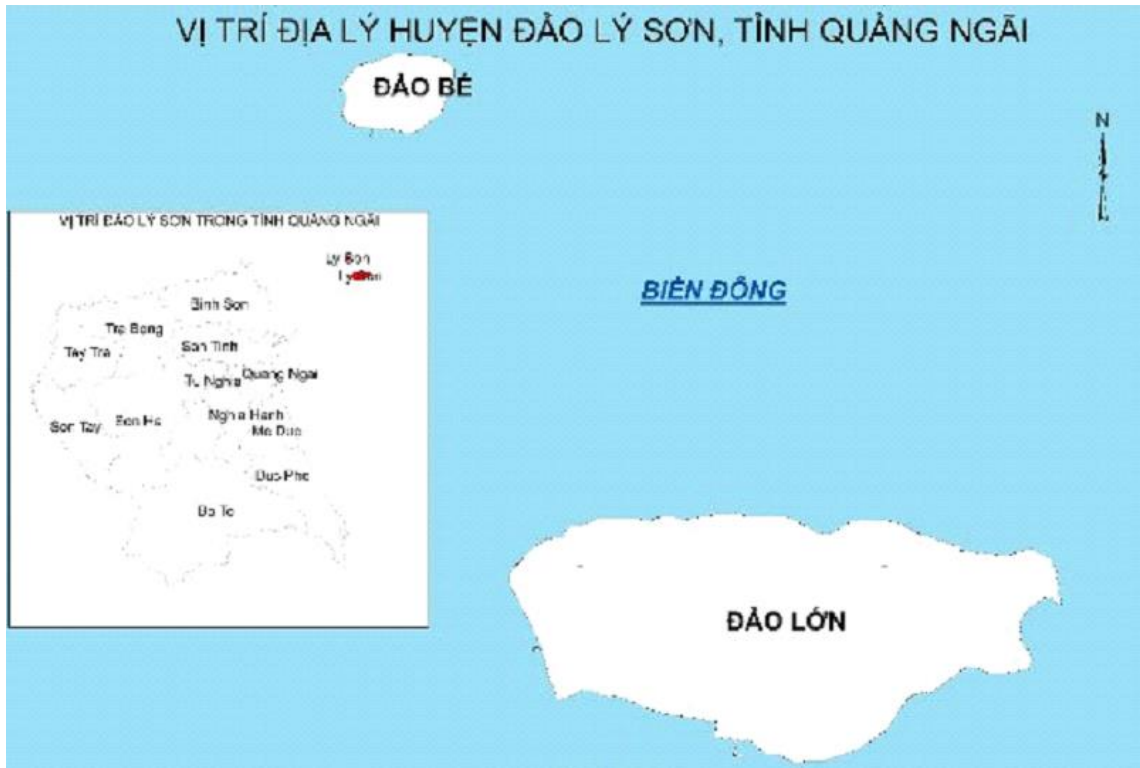 VỊ TRÍ ĐỊA LÝ HUYỆN ĐẢO LÝ SƠN, TỈNH QUẢNG NGÃI
ĐẢO BÉ
N
VỊ TRÍ ĐẢO LÝ SƠN TRONG TỈNH QUẢNG NGÃI
Ly Son
Ly Son
BIỂN ĐÔNG
Binh Son
Tra Bong
Son Tinh
Tay Tra
Tu Nghia
Quang Ngai
Son Ha
Nghia Hanh
Son Tay
Mo Duc
Duc Pho
Ba To
ĐẢO LỚN